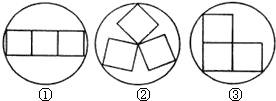 ① ② ③